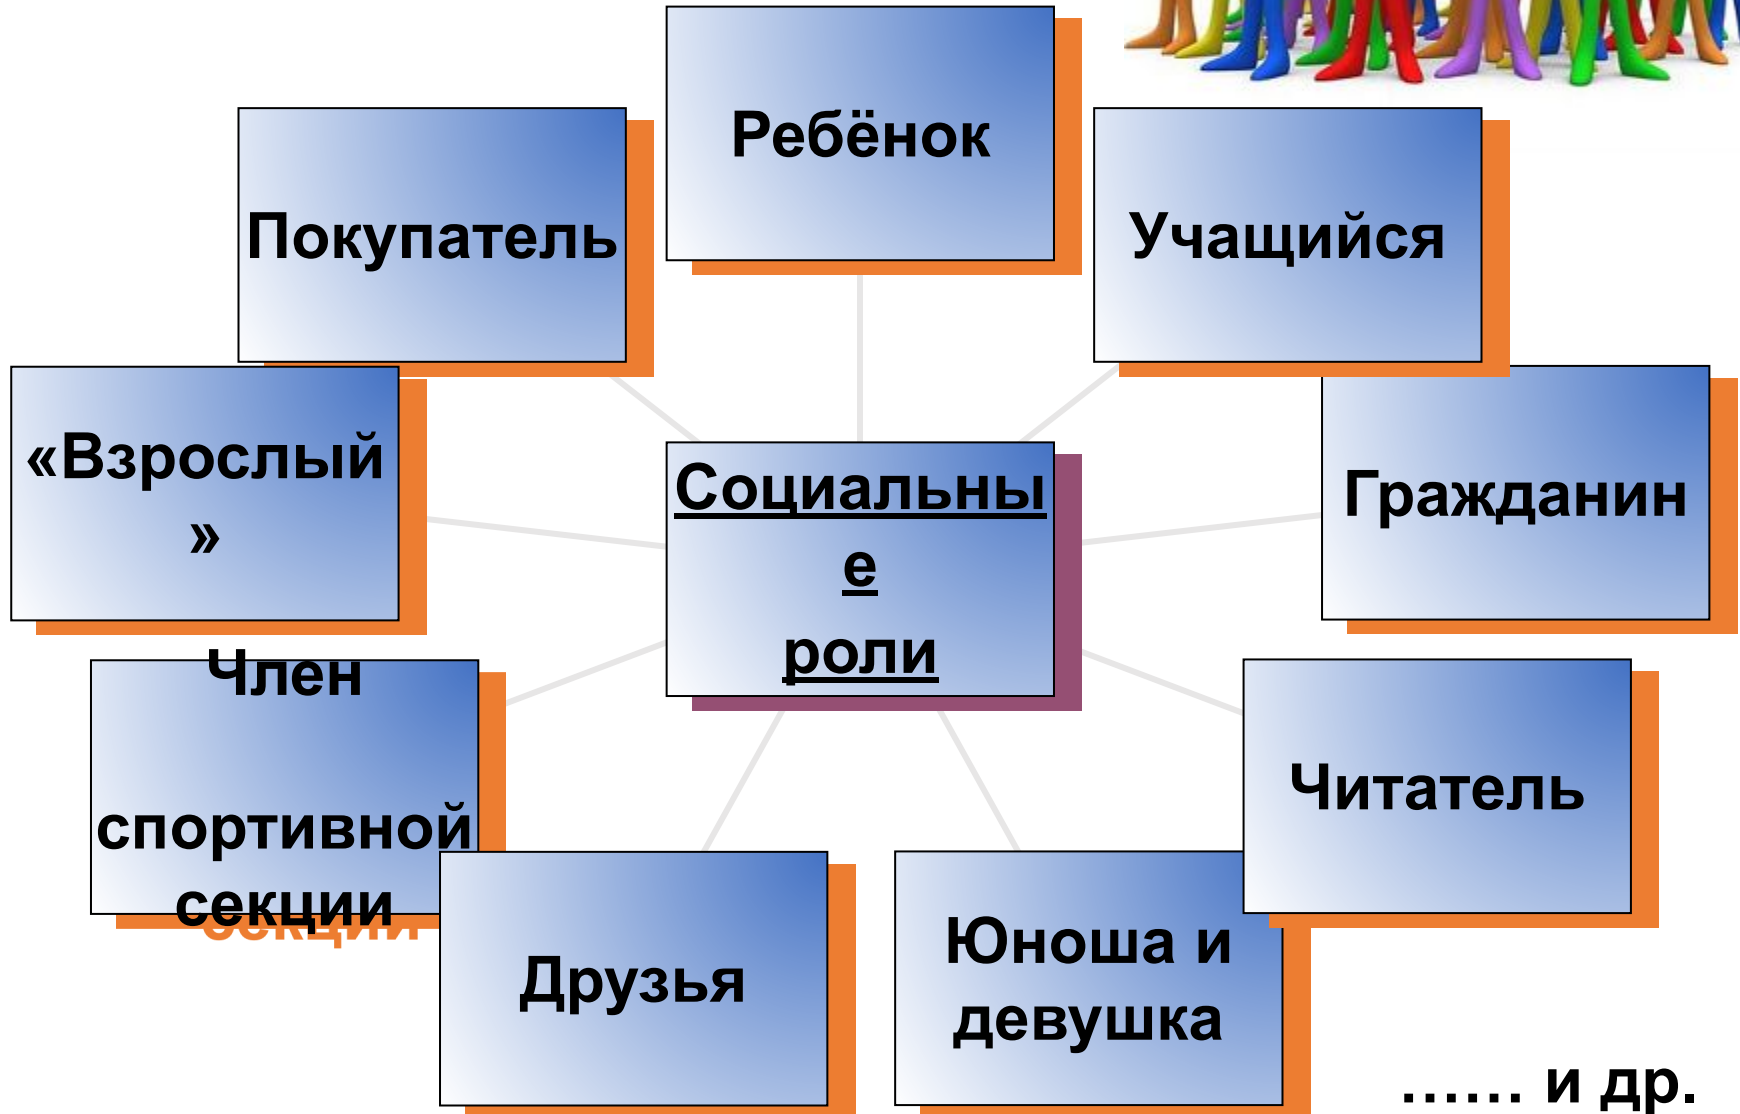 Ребёнок
Учащийся
Гражданин
Читатель
Юноша и
девушка
Друзья
Член
спортивной
секции
«Взрослый
»
Покупатель
Социальны
е
роли
…… и др.